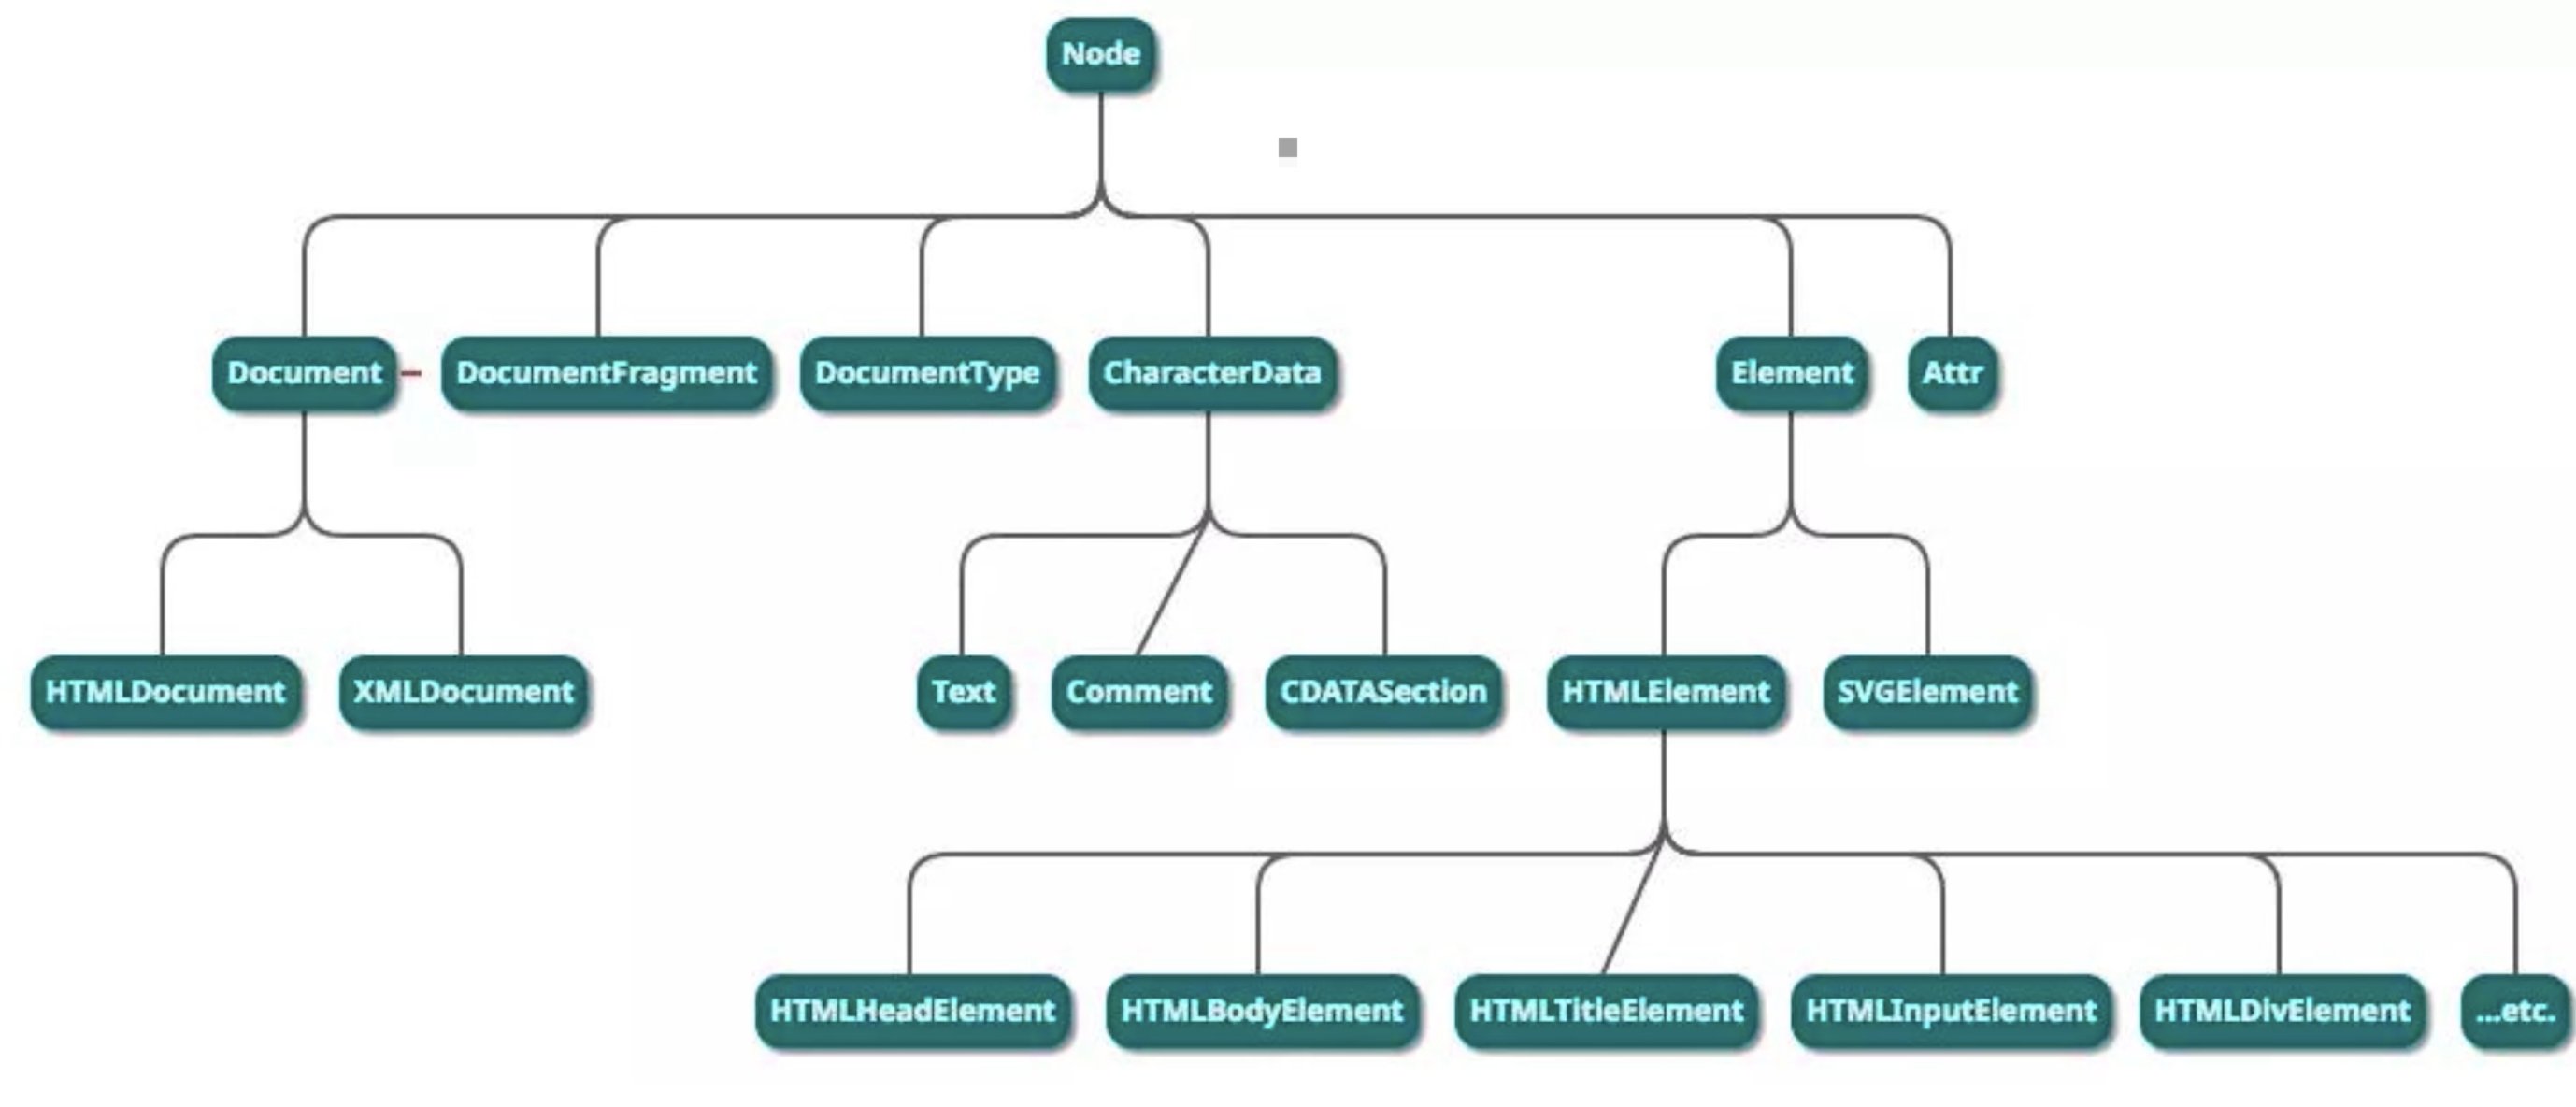 Node
Document
DocumentFragment
DocumentType
CharacterData
Element
Attr
HTMLDocument
XMLDocument
Text
Comment
CDATASection
HTMLElement
SVGElement
HTMLHeadElement
HTMLBodyElement
HTMLTitleElement
HTMLInputElement
HTMLDivElement
...etc.